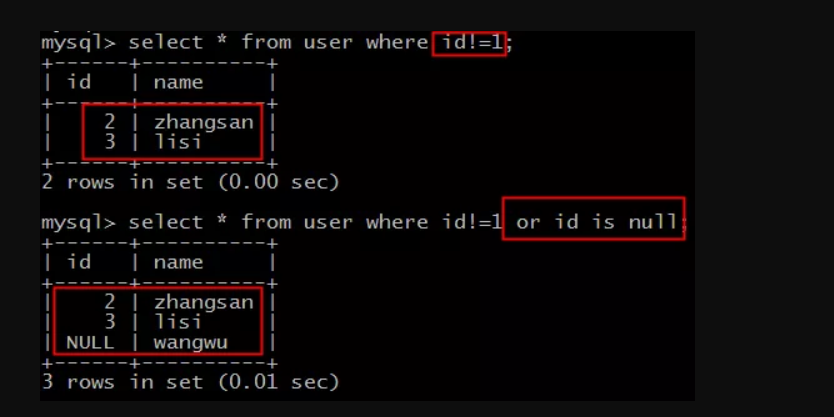 mysql> select * from user where id!=1;
+------+----------+
| id   | name     |
+------+----------+
|    2 | zhangsan |
|    3 | lisi     |
+------+----------+
2 rows in set (0.00 sec)
mysql> select * from user where id!=1 or id is null;
+------+----------+
| id   | name     |
+------+----------+
|    2 | zhangsan |
|    3 | lisi     |
| NULL | wangwu   |
+------+----------+
3 rows in set (0.01 sec)